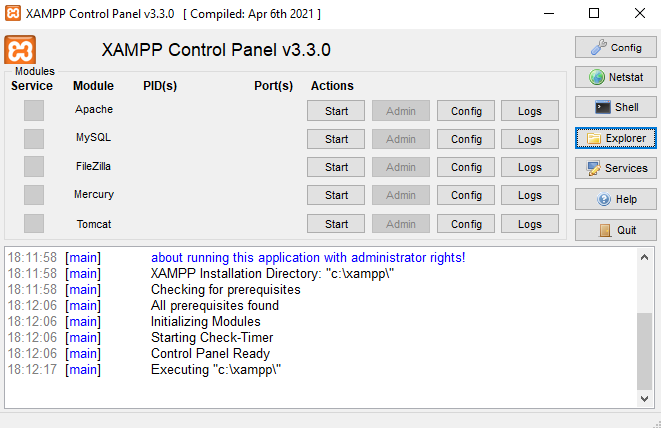 XAMPP Control Panel v3.3.0 [ Compiled: Apr 6th 2021 ]
XAMPP Control Panel v3.3.0
Config
Modules
Service Module PID(s) Port(s) Actions
Netstat
Apache Start Admin Config Logs
Shell
MySQL Start Admin Config Logs
Explorer
FileZilla Start Admin Config Logs
Services
Mercury Start Admin Config Logs
Help
Tomcat Start Admin Config Logs
Quit
18:11:58 [main] about running this application with administrator rights!
18:11:58 [main] XAMPP Installation Directory: "c:\xampp\"
18:11:58 [main] Checking for prerequisites
18:12:06 [main] All prerequisites found
18:12:06 [main] Initializing Modules
18:12:06 [main] Starting Check-Timer
18:12:06 [main] Control Panel Ready
18:12:17 [main] Executing "c:\xampp\"